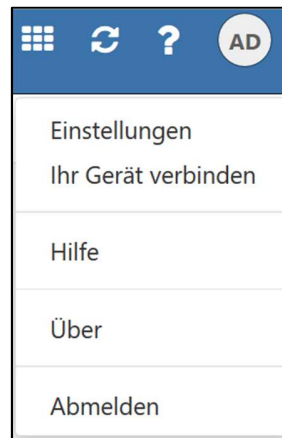 ? AD
Einstellungen
Ihr Gerät verbinden
Hilfe
Über
Abmelden